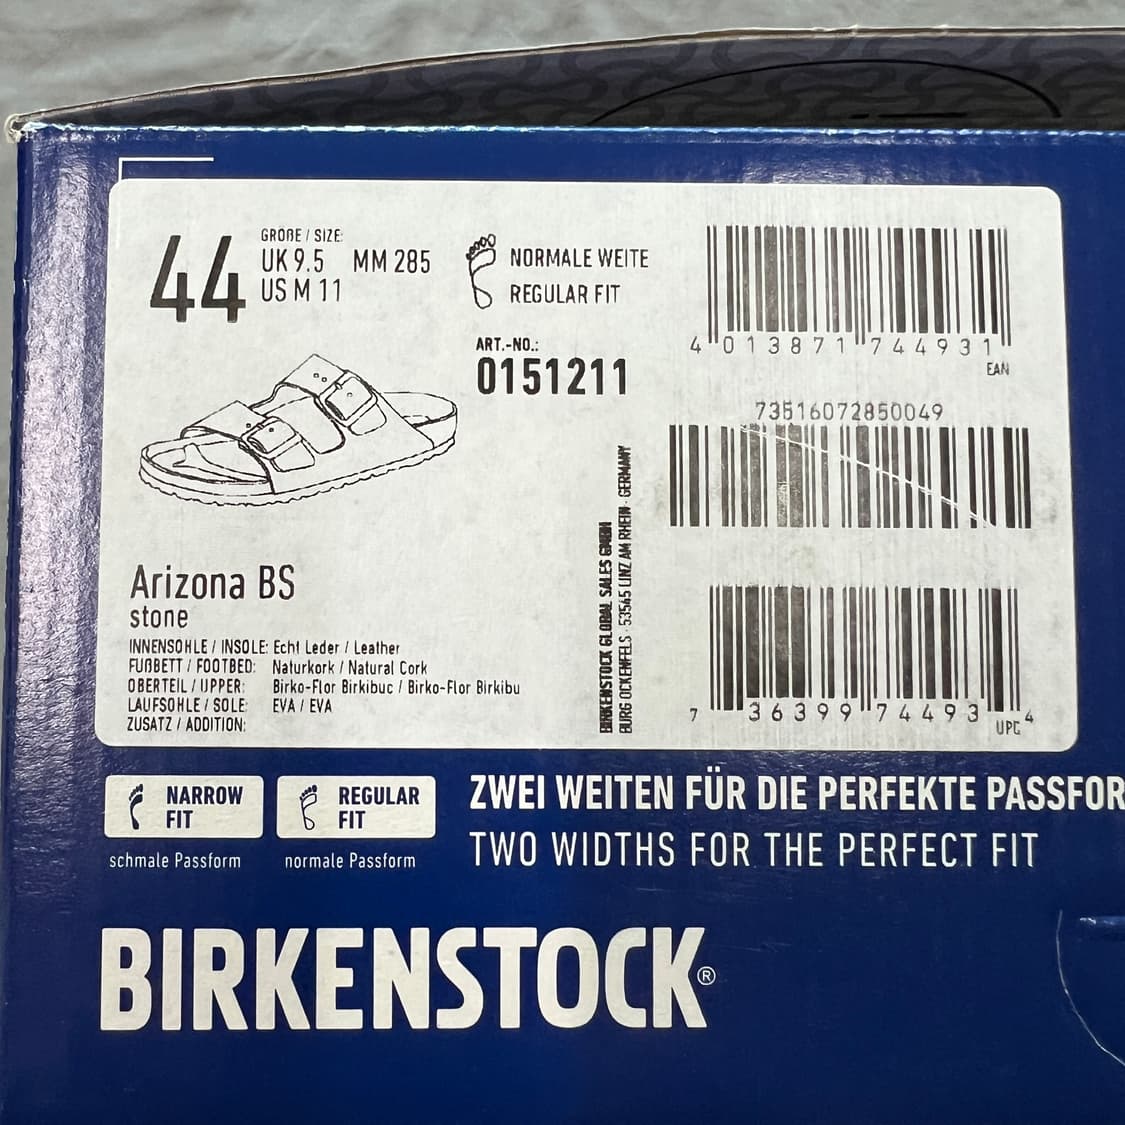 44
GRÖßE / SIZE:
UK 9.5 MM 285
US M 11
NORMALE WEITE
REGULAR FIT
ART.-NO.:
0151211
4 013871 744931
EAN
73516072850049
Arizona BS
stone
INNENSOHLE / INSOLE: Echt Leder / Leather
FUßBETT / FOOTBED: Naturkork / Natural Cork
OBERTEIL / UPPER: Birko-Flor Birkibuc / Birko-Flor Birkibu
LAUFSOHLE / SOLE: EVA / EVA
ZUSATZ / ADDITION:
BIRKENSTOCK GLOBAL SALES GMBH
BURG OCKENFELS · 53545 LINZ AM RHEIN · GERMANY
7 36399 74493 4
UPC
NARROW FIT
schmale Passform
REGULAR FIT
normale Passform
ZWEI WEITEN FÜR DIE PERFEKTE PASSFOR
TWO WIDTHS FOR THE PERFECT FIT
BIRKENSTOCK®